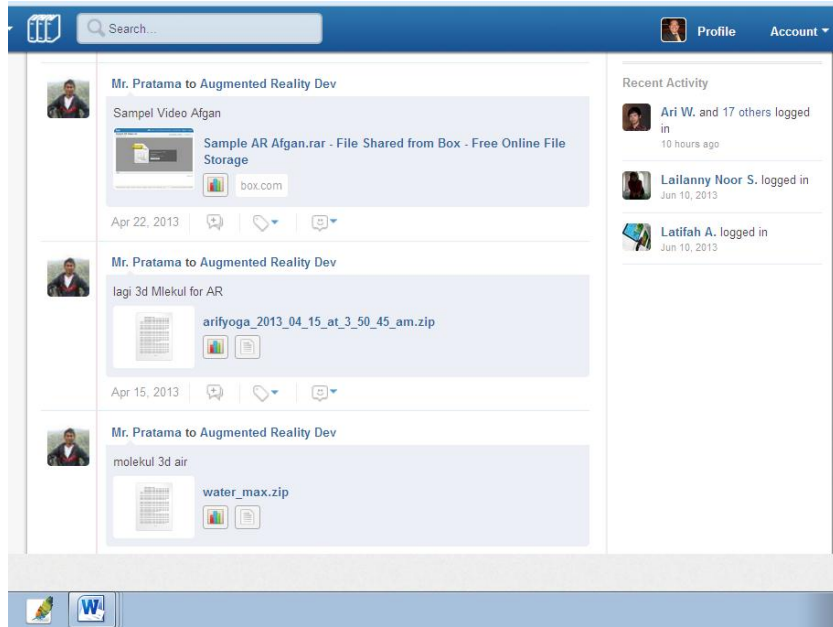 Search...
Profile
Account
Mr. Pratama to Augmented Reality Dev
Sampel Video Afgan
Sample AR Afgan.rar - File Shared from Box - Free Online File
Storage
box.com
Apr 22, 2013
Mr. Pratama to Augmented Reality Dev
lagi 3d Mlekul for AR
arifyoga_2013_04_15_at_3_50_45_am.zip
Apr 15, 2013
Mr. Pratama to Augmented Reality Dev
molekul 3d air
water_max.zip
Recent Activity
Ari W. and 17 others logged
in
10 hours ago
Lailanny Noor S. logged in
Jun 10, 2013
Latifah A. logged in
Jun 10, 2013
W